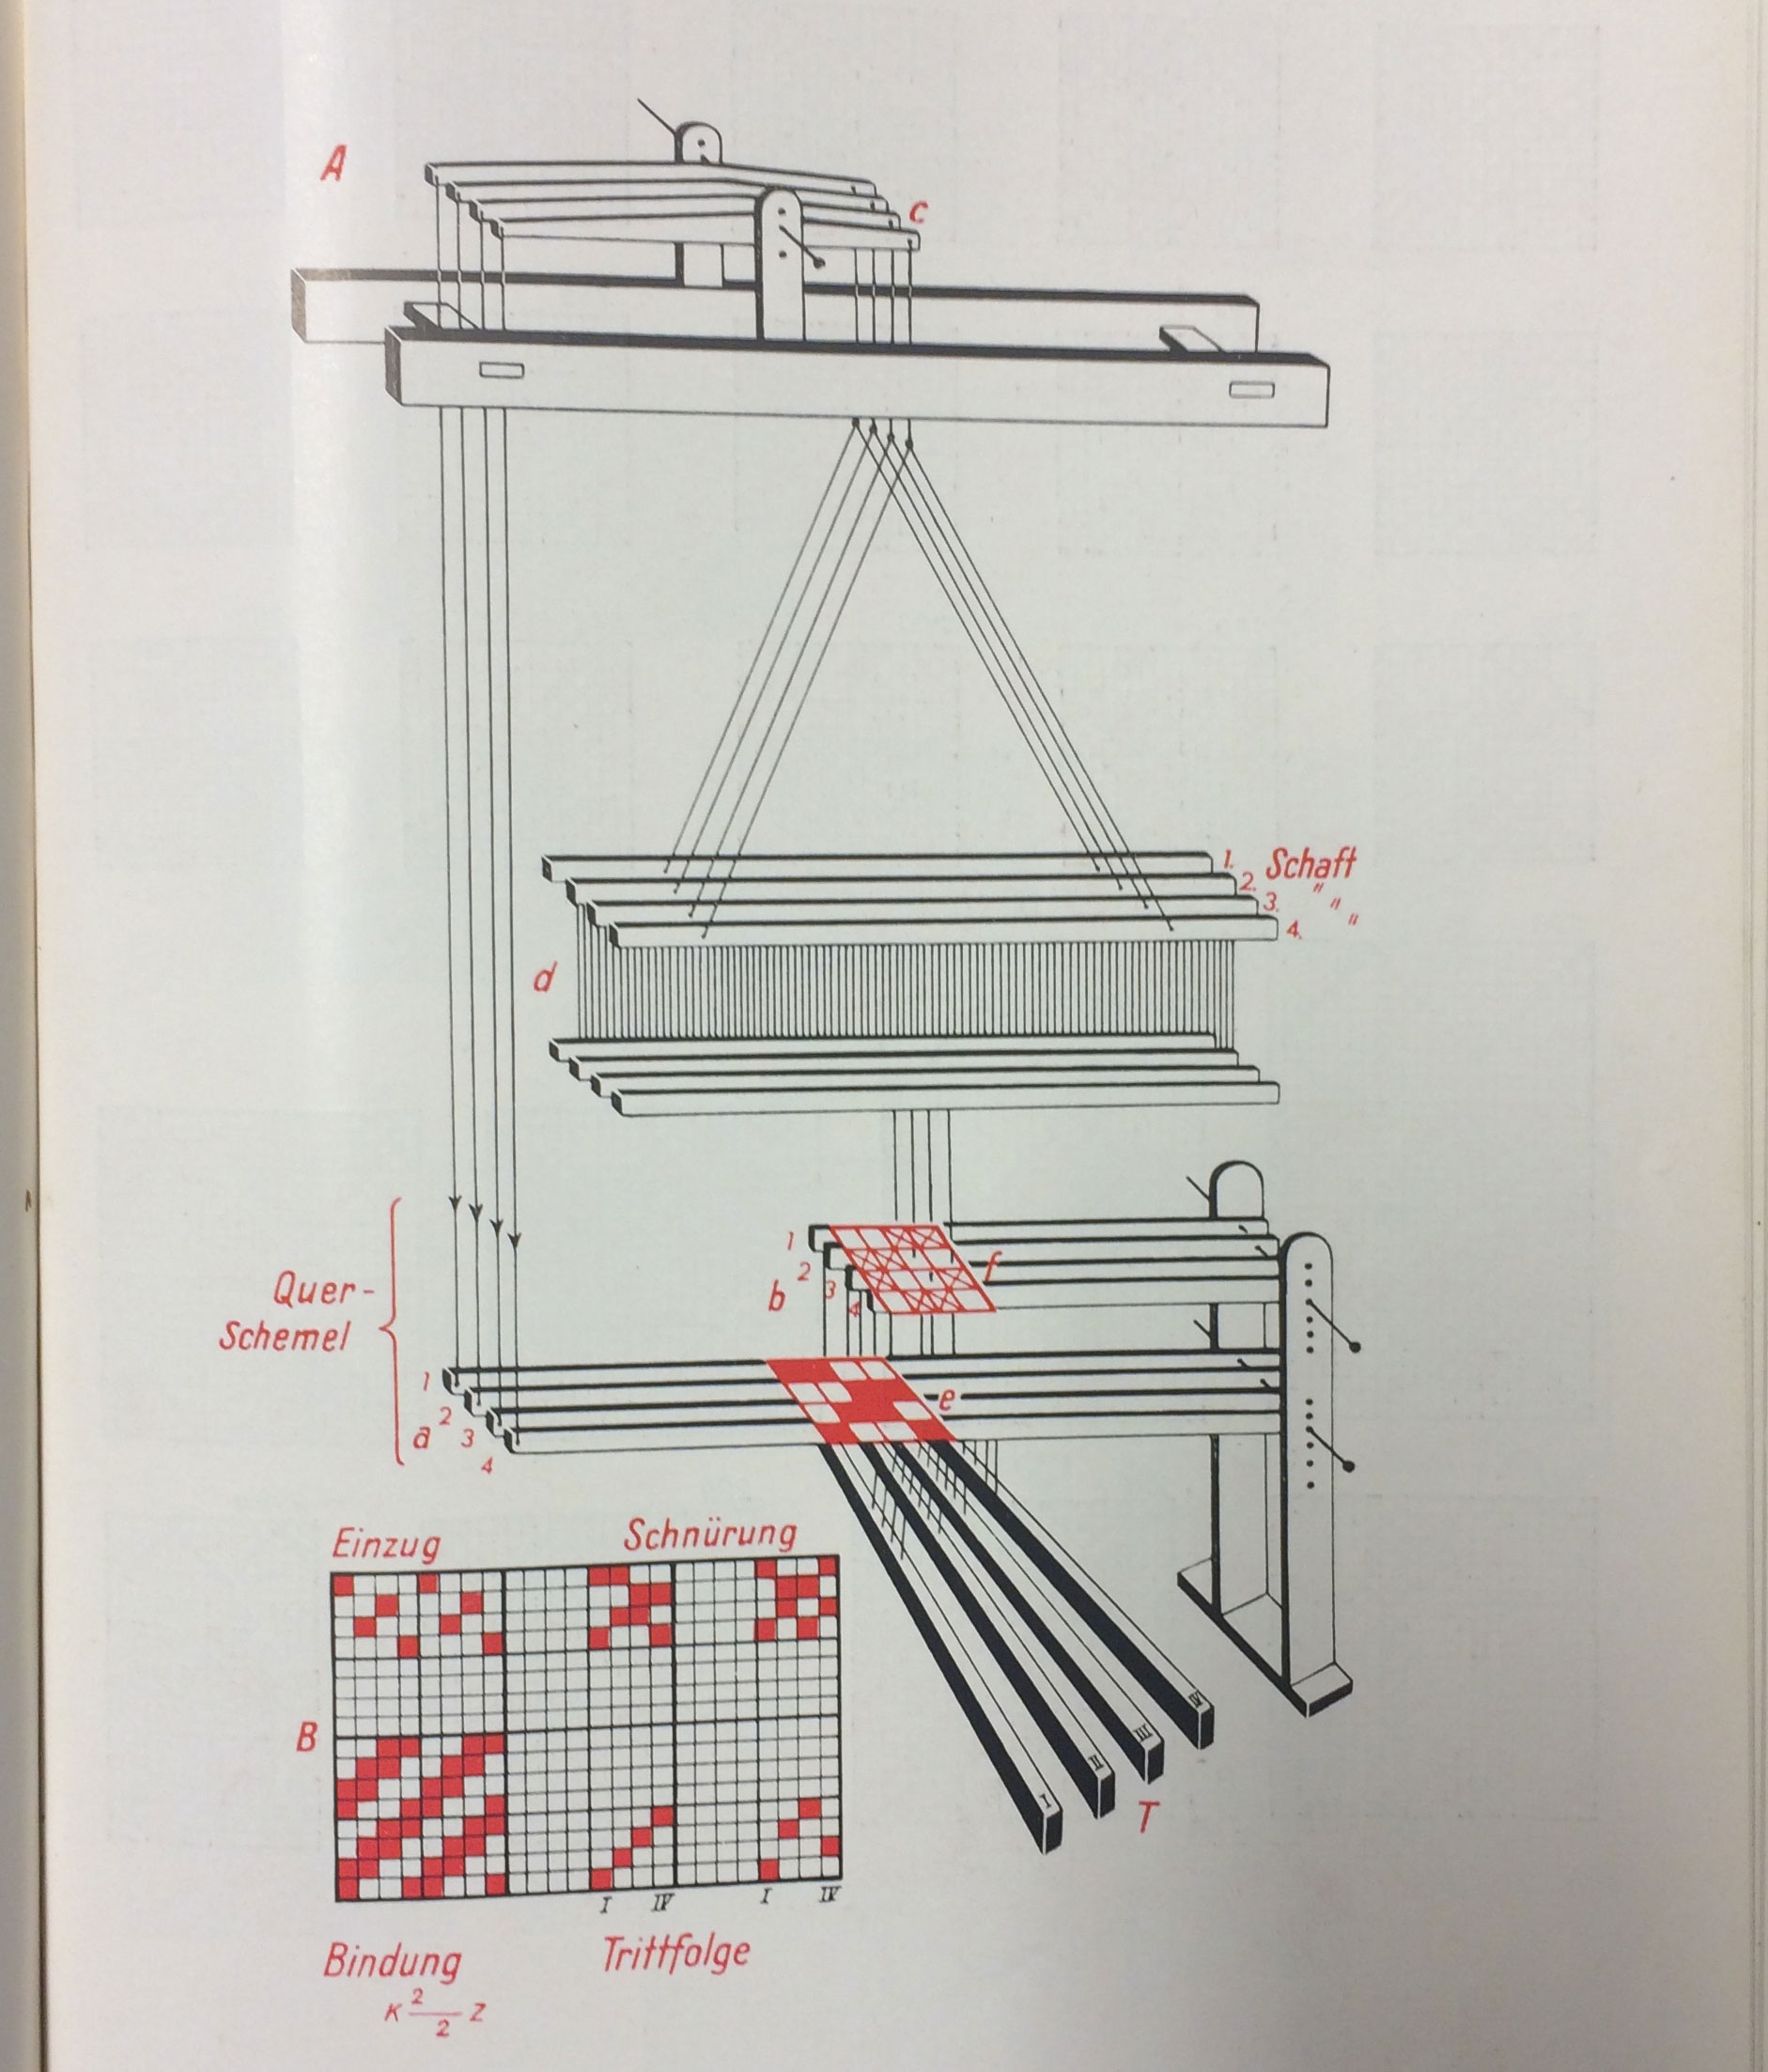 A
c
1. Schaft
2. "
3. "
4. "
d
Quer-
Schemel
1
2
3
4
b
f
1
2
3
4
a
e
Einzug
Schnürung
B
I
II
III
IV
T
I IV I IV
Bindung
Trittfolge
K 2
2 Z